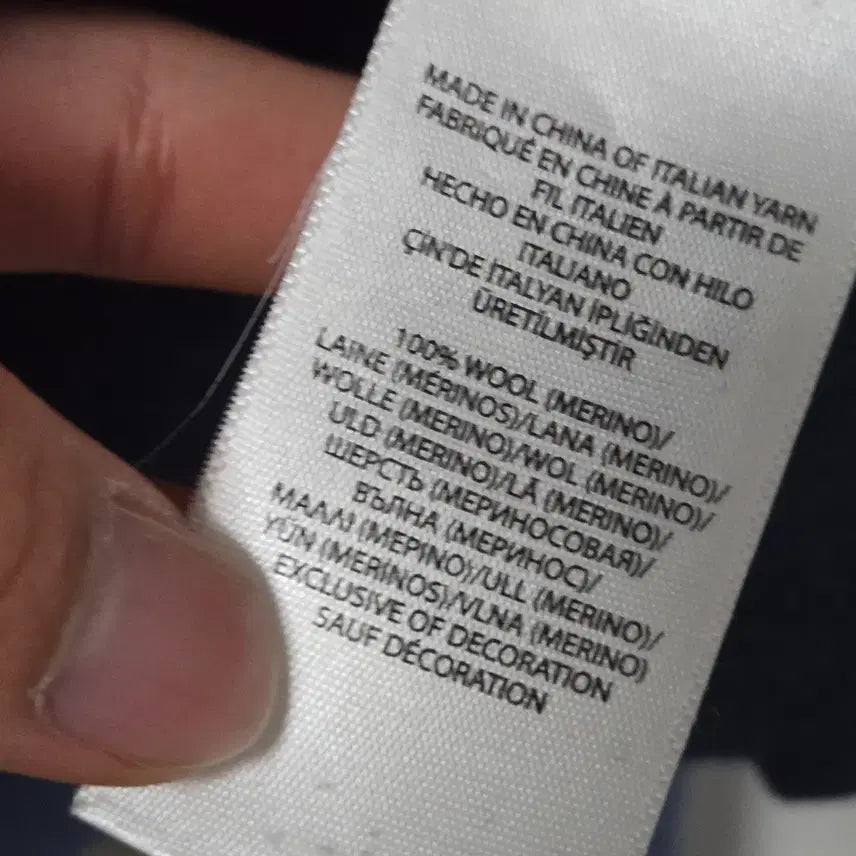 MADE IN CHINA OF ITALIAN YARN
FABRIQUÉ EN CHINE À PARTIR DE
FIL ITALIEN
HECHO EN CHINA CON HILO
ITALIANO
ÇİN'DE İTALYAN İPLİĞİNDEN
ÜRETİLMİŞTİR
100% WOOL (MERINO)/
LAINE (MÉRINOS)/LANA (MERINO)/
WOLLE (MERINO)/WOL (MERINO)/
ULD (MERINO)/LÃ (MERINO)/
ШЕРСТЬ (МЕРИНОСОВАЯ)/
ВЪЛНА (МЕРИНОС)/
ΜΑΛΛΙ (ΜΕΡΙΝΟ)/ULL (MERINO)/
YÜN (MERİNOS)/VLNA (MERINO)
EXCLUSIVE OF DECORATION
SAUF DÉCORATION